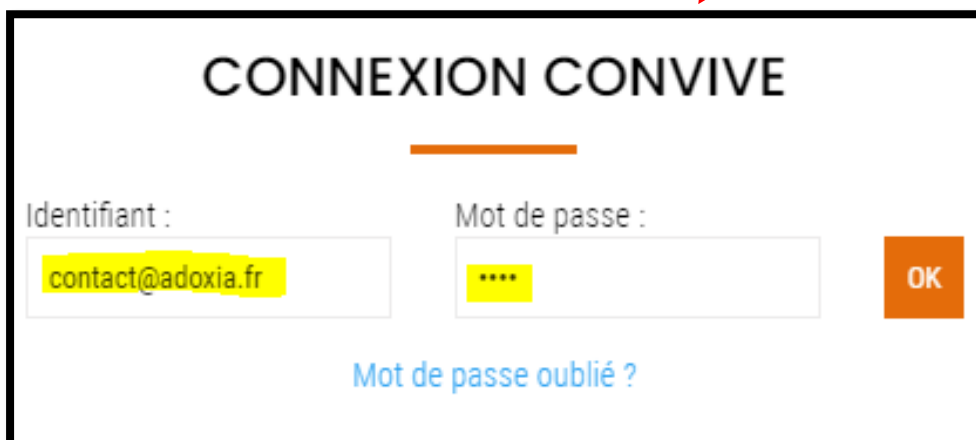 CONNEXION CONVIVE
Identifiant : Mot de passe :
contact@adoxia.fr •••• OK
Mot de passe oublié ?